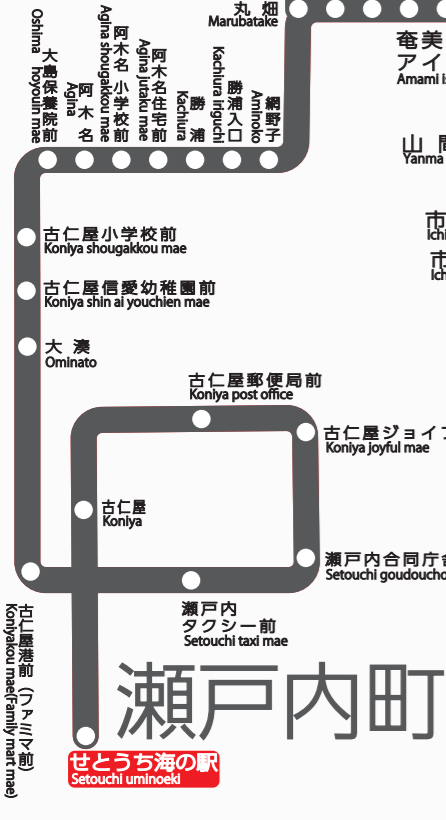 丸 畑
Marubatake
奄美
アイ
Amami i
山 間
Yanma
市
Ichi
市
Ich
大島保養院前
Oshima hoyouin mae
阿木名
Agina
阿木名 小学校前
Agina shougakkou mae
阿木名住宅前
Agina jutaku mae
勝 浦
Kachiura
勝浦入口
Kachiura iriguchi
網野子
Aminoko
古仁屋小学校前
Koniya shougakkou mae
古仁屋信愛幼稚園前
Koniya shin ai youchien mae
大 湊
Ominato
古仁屋郵便局前
Koniya post office
古仁屋ジョイフ
Koniya joyful mae
古仁屋
Koniya
瀬戸内合同庁舎
Setouchi goudoucho
瀬戸内
タクシー前
Setouchi taxi mae
古仁屋港前（ファミマ前）
Koniyakou mae(Family mart mae)
瀬戸内町
せとうち海の駅
Setouchi uminoeki